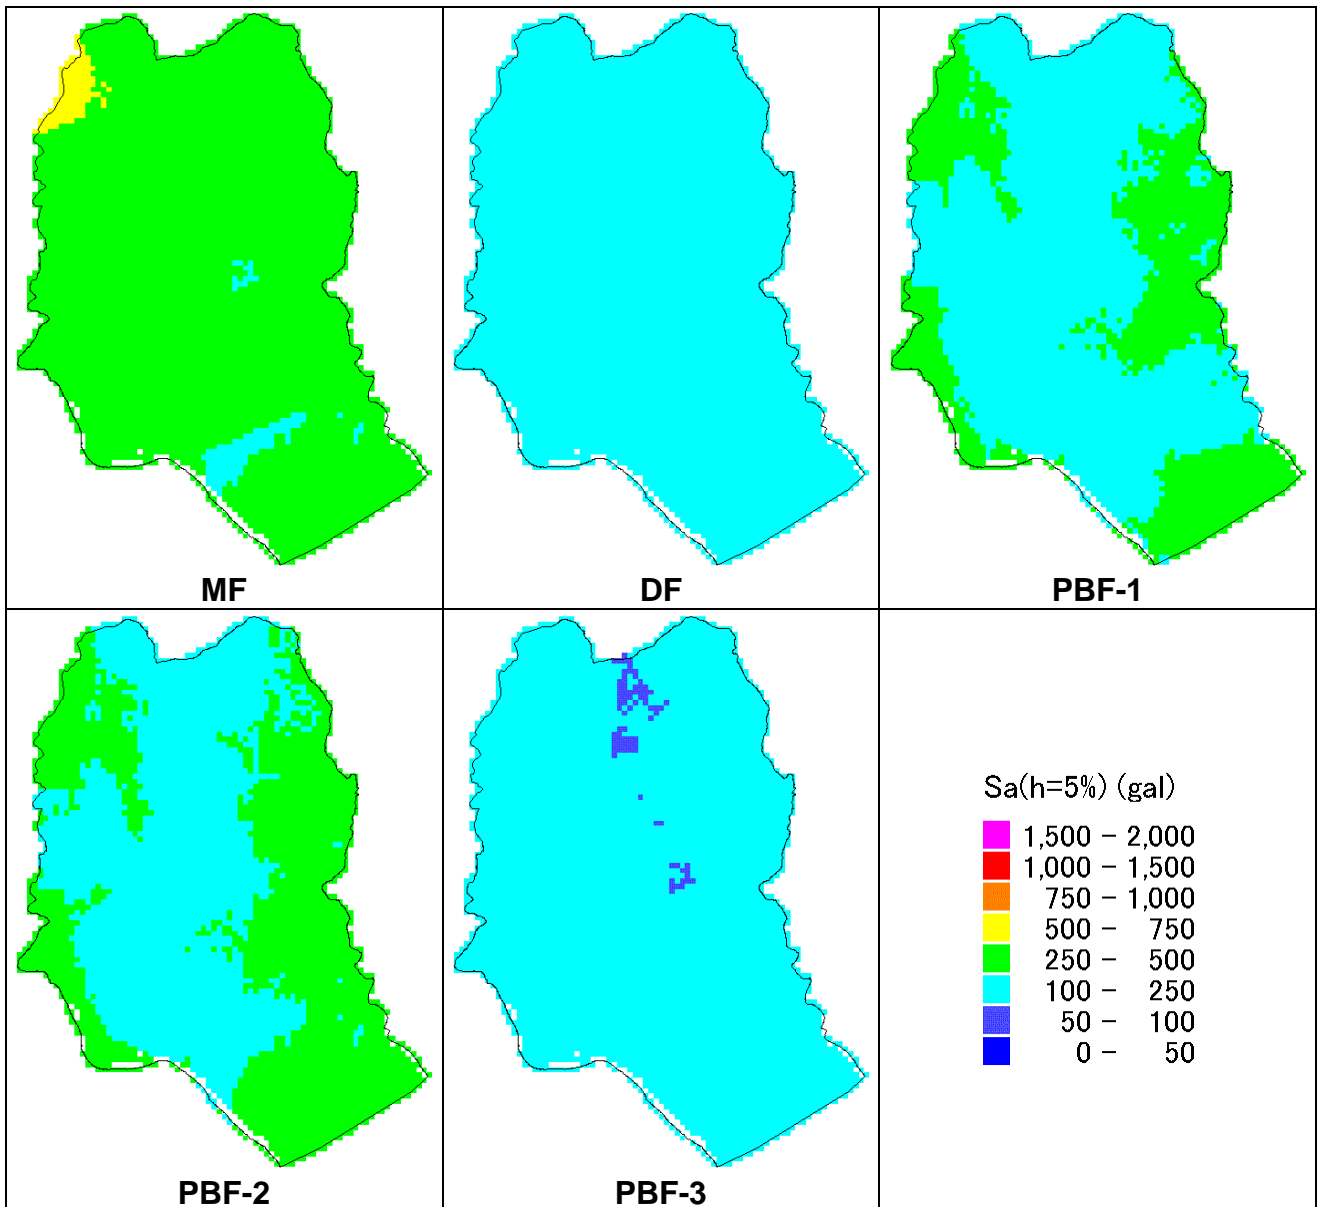 MF
DF
PBF-1
PBF-2
PBF-3
Sa(h=5%) (gal)
1,500 - 2,000
1,000 - 1,500
750 - 1,000
500 - 750
250 - 500
100 - 250
50 - 100
0 - 50